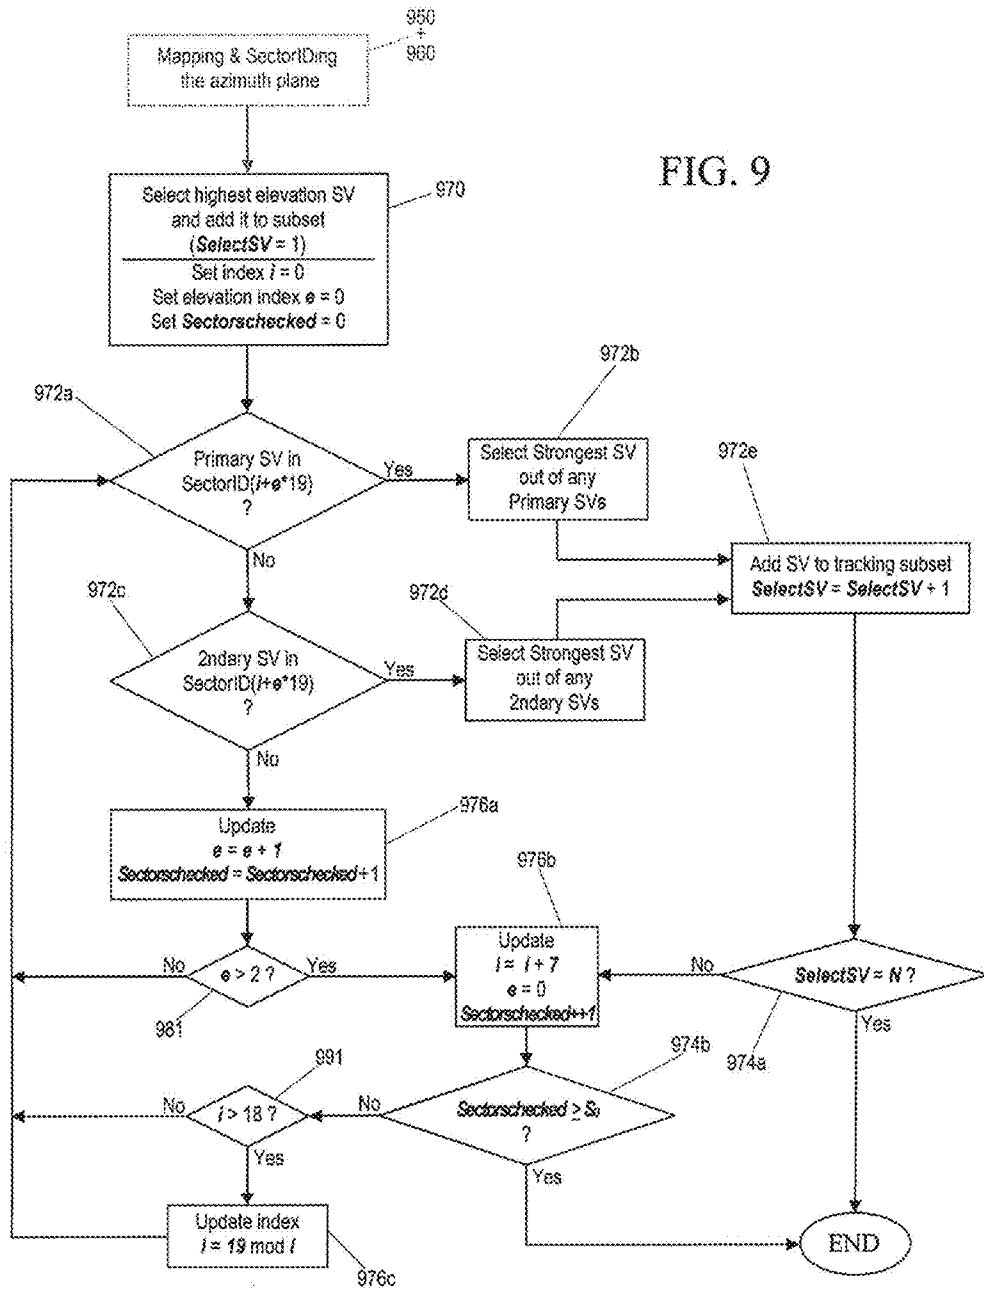 950
+
960
Mapping & SectorIDing
the azimuth plane
FIG. 9
970
Select highest elevation SV
and add it to subset
(SelectSV = 1)
Set index i = 0
Set elevation index e = 0
Set Sectorschecked = 0
972a
972b
Primary SV in
SectorID(i+e*19)
?
Yes
No
Select Strongest SV
out of any
Primary SVs
972e
Add SV to tracking subset
SelectSV = SelectSV + 1
972c
972d
2ndary SV in
SectorID(i+e*19)
?
Yes
No
Select Strongest SV
out of any
2ndary SVs
976a
Update
e = e + 1
Sectorschecked = Sectorschecked+1
976b
Update
i = i + 7
e = 0
Sectorschecked++1
No
e > 2 ?
Yes
981
No
SelectSV = N ?
Yes
974a
974b
991
No
i > 18 ?
Yes
No
Sectorschecked ≥ S₀
?
Yes
Update index
i = 19 mod i
976c
END